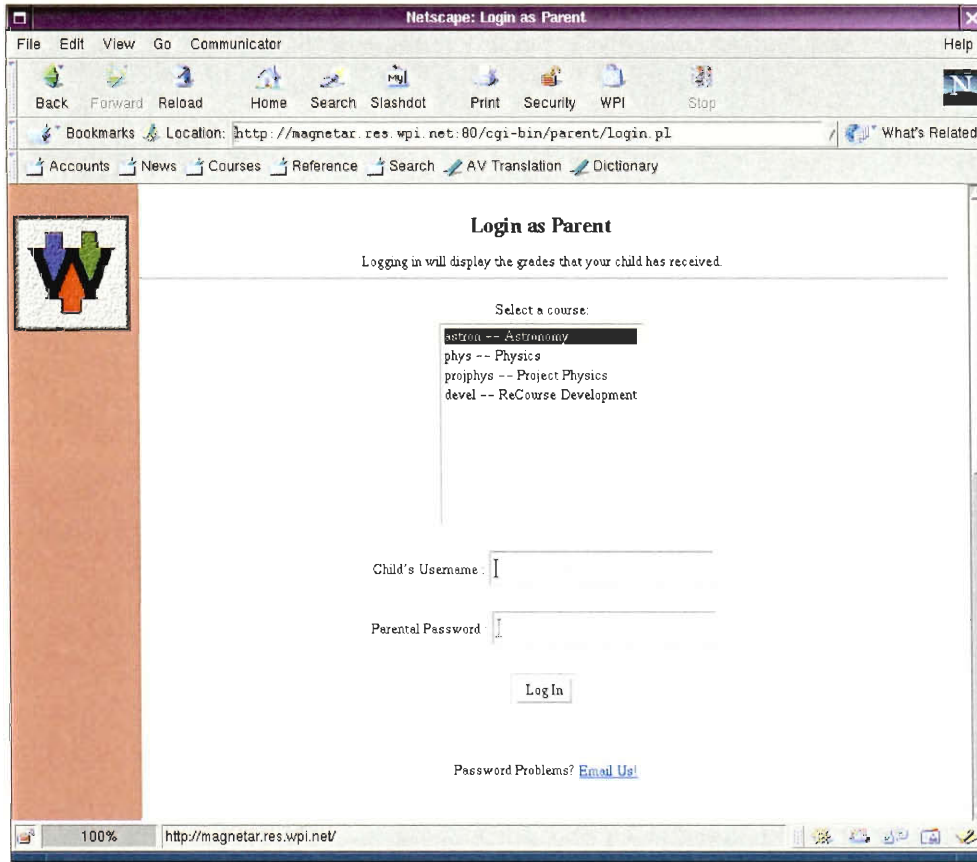 Netscape: Login as Parent
File Edit View Go Communicator Help
My!
N
Back Forward Reload Home Search Slashdot Print Security WPI Stop
Bookmarks Location: http://magnetar.res.wpi.net:80/cgi-bin/parent/login.pl What's Related
Accounts News Courses Reference Search AV Translation Dictionary
W
Login as Parent
Logging in will display the grades that your child has received.
Select a course:
astron -- Astronomy
phys -- Physics
projphys -- Project Physics
devel -- ReCourse Development
Child's Username :
Parental Password :
Log In
Password Problems? Email Us!
100% http://magnetar.res.wpi.net/